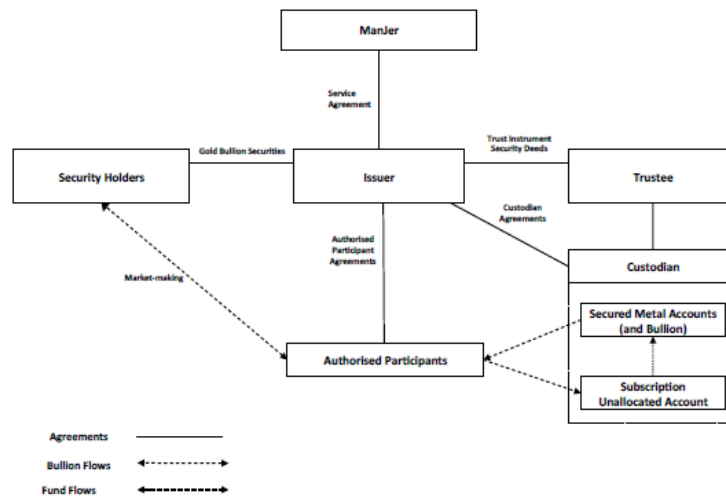 ManJer
Service
Agreement
Gold Bullion Securities
Trust Instrument
Security Deeds
Security Holders
Issuer
Trustee
Custodian
Agreements
Authorised
Participant
Agreements
Custodian
Market-making
Secured Metal Accounts
(and Bullion)
Authorised Participants
Subscription
Unallocated Account
Agreements
Bullion Flows
Fund Flows